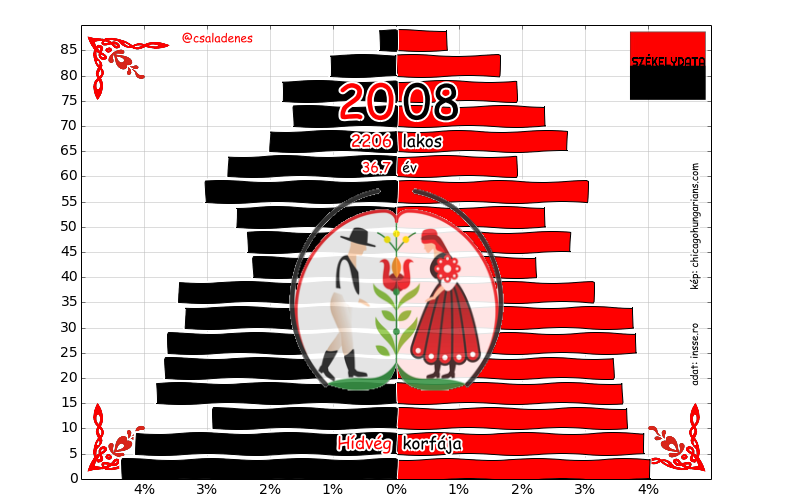 @csaladenes
SZÉKELYDATA
2008
2206 lakos
36.7 év
kép: chicagohungarians.com
adat: insse.ro
Hídvég korfája
85
80
75
70
65
60
55
50
45
40
35
30
25
20
15
10
5
0
4% 3% 2% 1% 0% 1% 2% 3% 4%